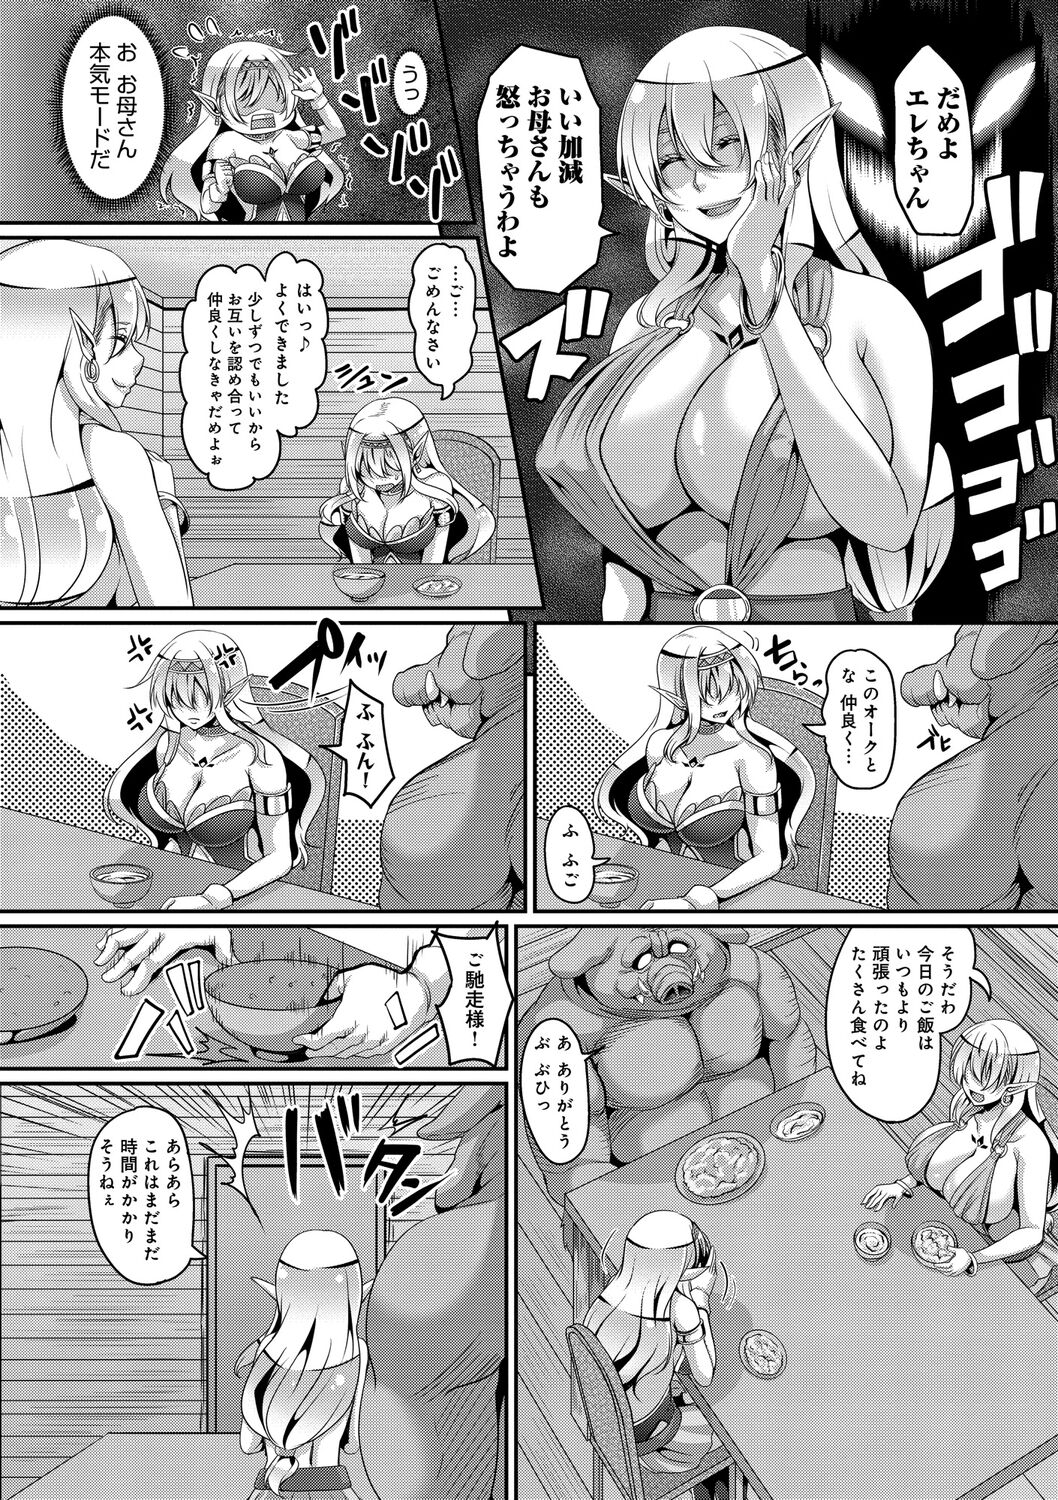 だめよ
エレちゃん
ゴゴゴゴ
いい加減
お母さんも
怒っちゃうわよ
ズズズ
うっ
お お母さん
本気モードだ
…ご…
ごめんなさい
シュン
はいっ♪
よくできました
少しずつでもいいから
お互いを認め合って
仲良くしなきゃだめよぉ
このオークと
な 仲良く…
ちらっ
ビク
ふ ふご
プイッ
ふ ふん！
そうだわ
今日のご飯は
いつもより
頑張ったのよ
たくさん食べてね
あ ありがとう
ぶ ぶひっ
ご馳走様！
バタン
あらあら
これはまだまだ
時間がかかり
そうねぇ